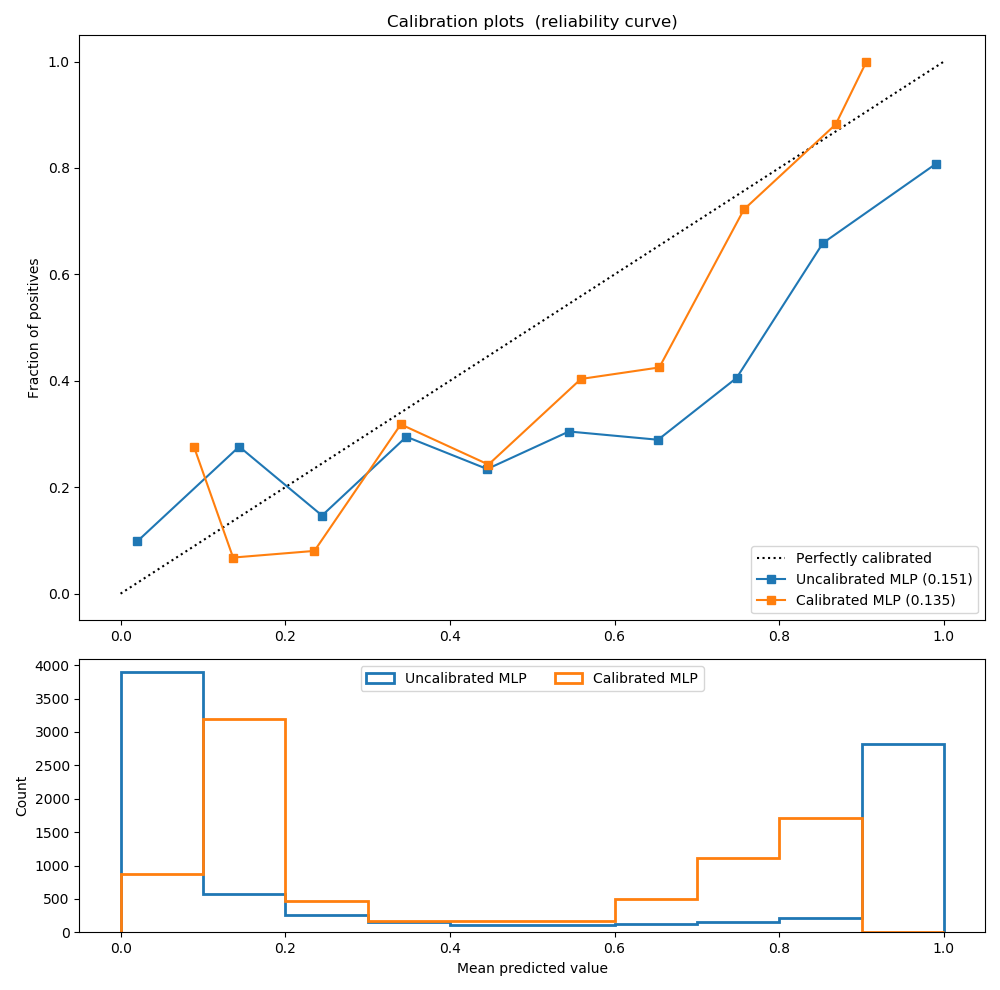 Calibration plots  (reliability curve)
1.0
0.8
0.6
0.4
0.2
0.0
Fraction of positives
Perfectly calibrated
Uncalibrated MLP (0.151)
Calibrated MLP (0.135)
0.0 0.2 0.4 0.6 0.8 1.0
Uncalibrated MLP Calibrated MLP
4000
3500
3000
2500
2000
1500
1000
500
0
Count
0.0 0.2 0.4 0.6 0.8 1.0
Mean predicted value